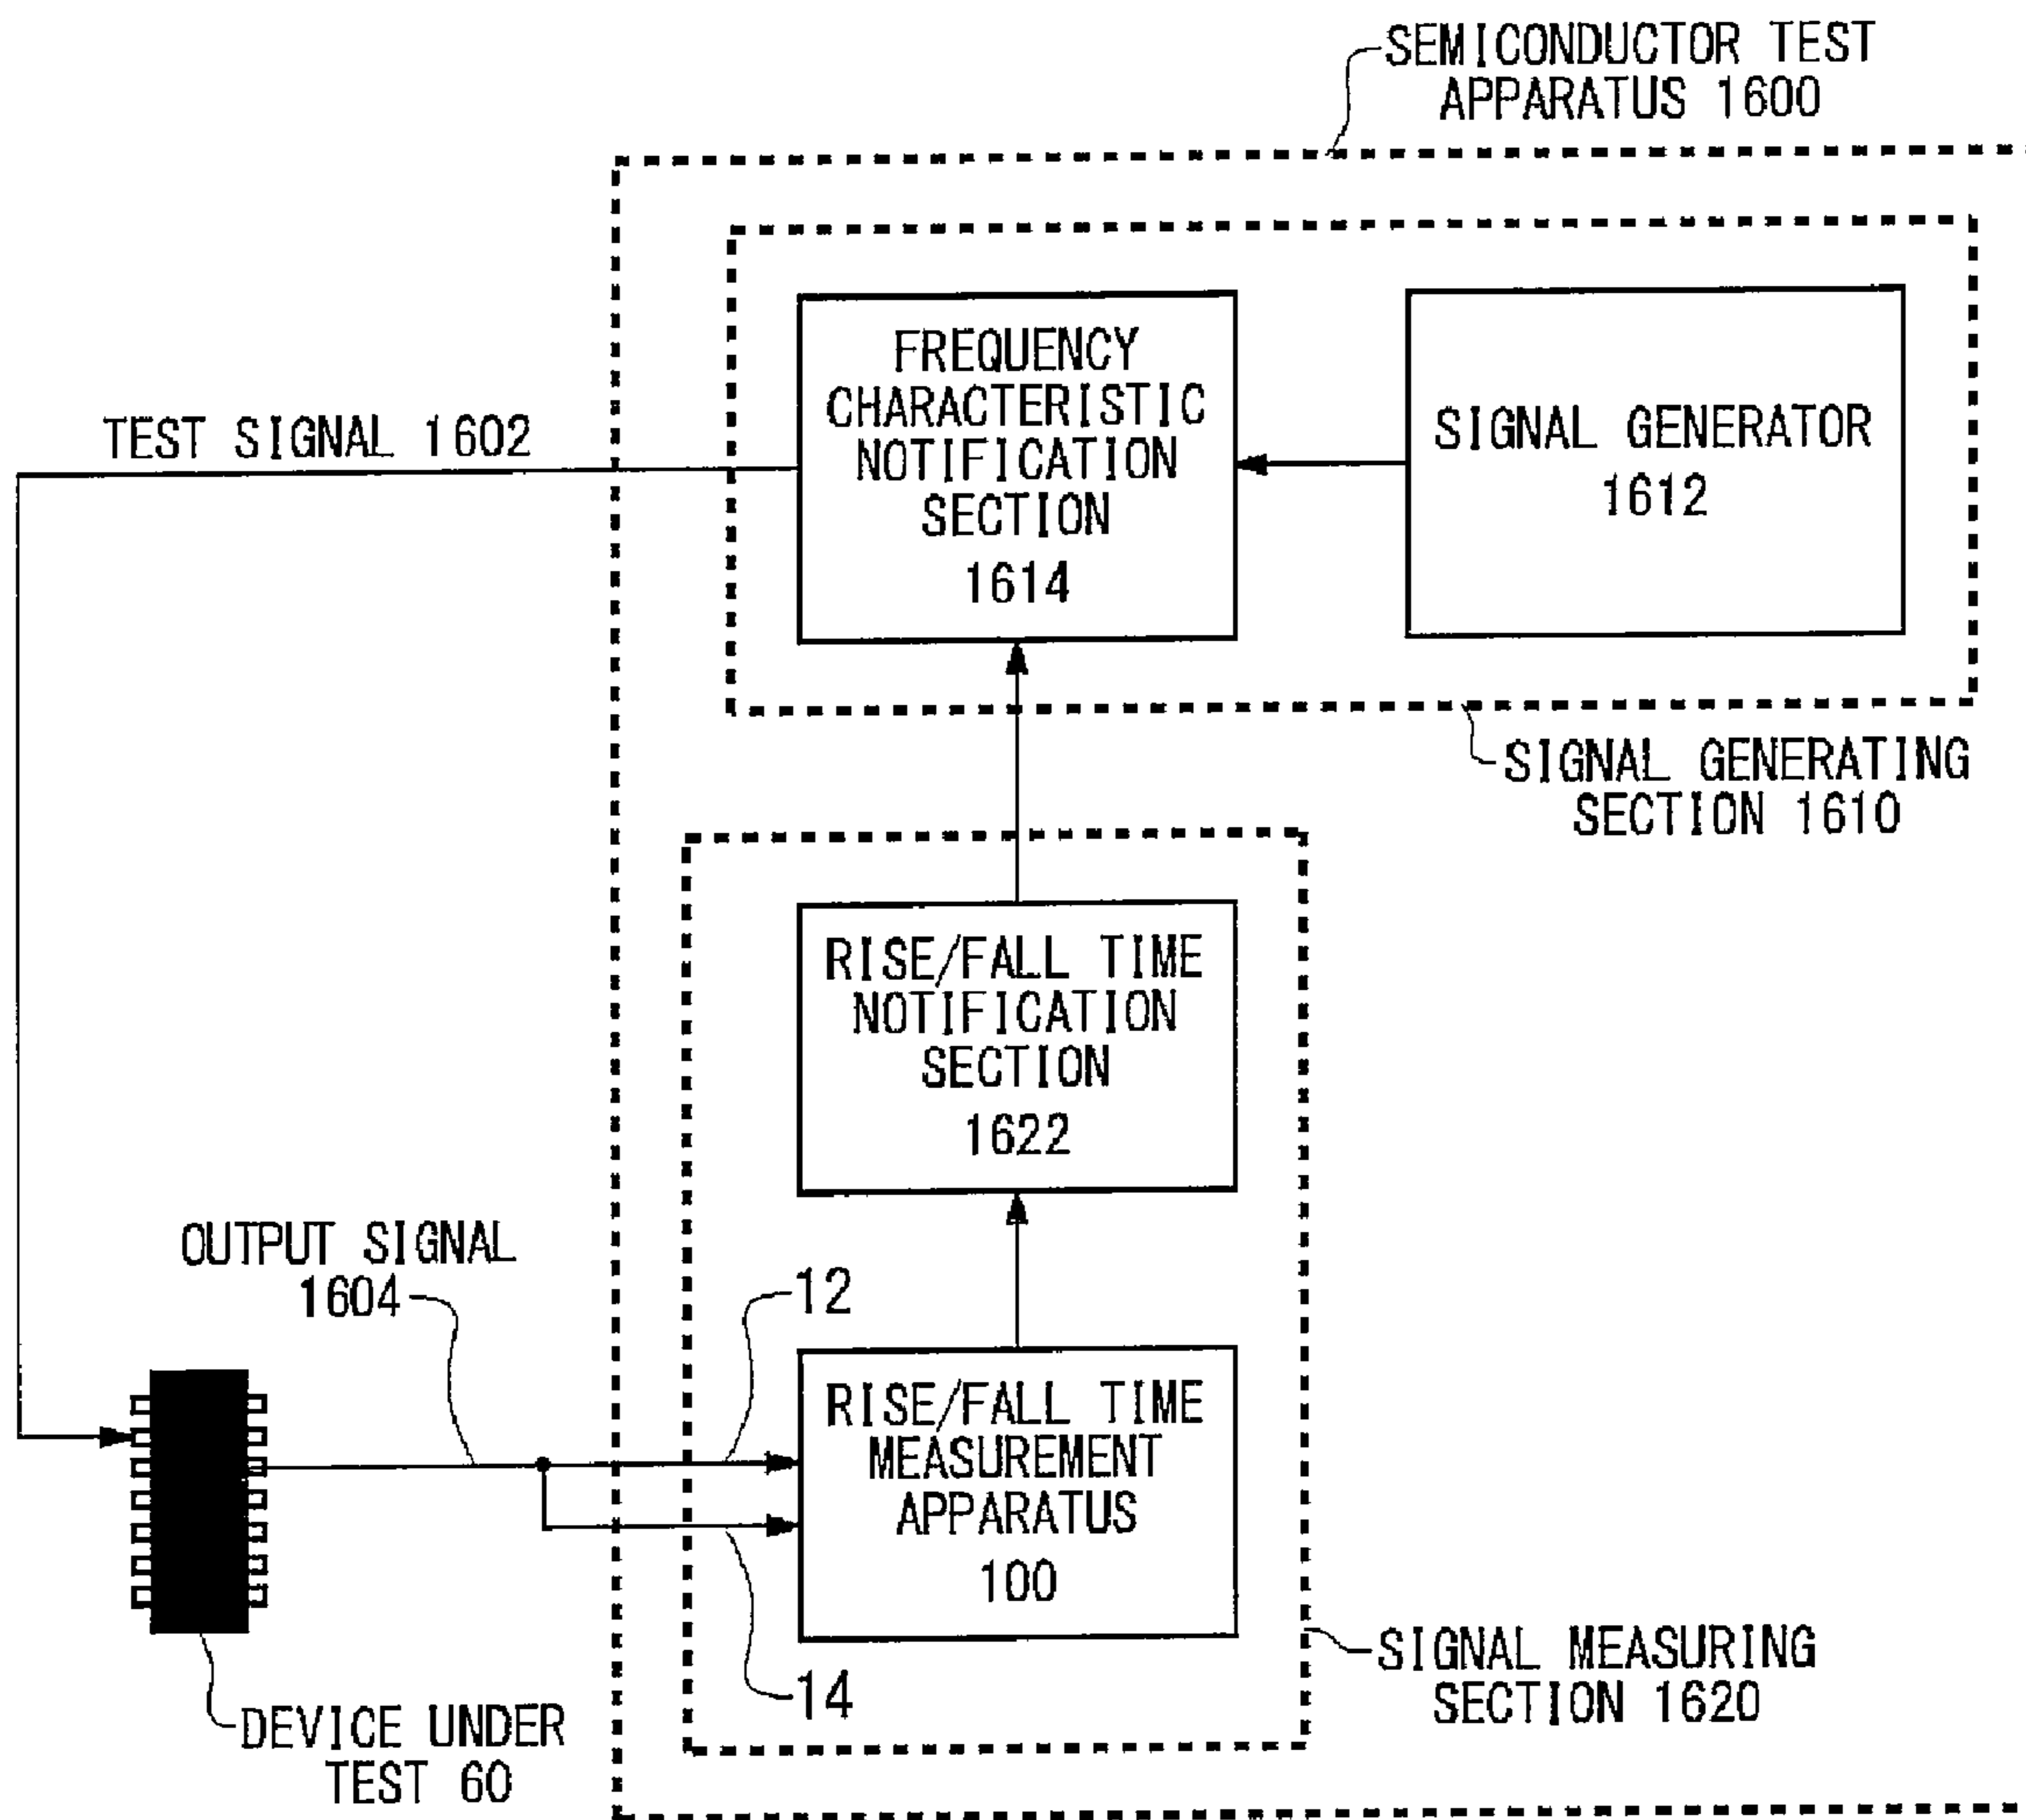 SEMICONDUCTOR TEST
APPARATUS 1600
FREQUENCY
CHARACTERISTIC
NOTIFICATION
SECTION
1614
SIGNAL GENERATOR
1612
TEST SIGNAL 1602
SIGNAL GENERATING
SECTION 1610
RISE/FALL TIME
NOTIFICATION
SECTION
1622
OUTPUT SIGNAL
1604
12
RISE/FALL TIME
MEASUREMENT
APPARATUS
100
14
SIGNAL MEASURING
SECTION 1620
DEVICE UNDER
TEST 60